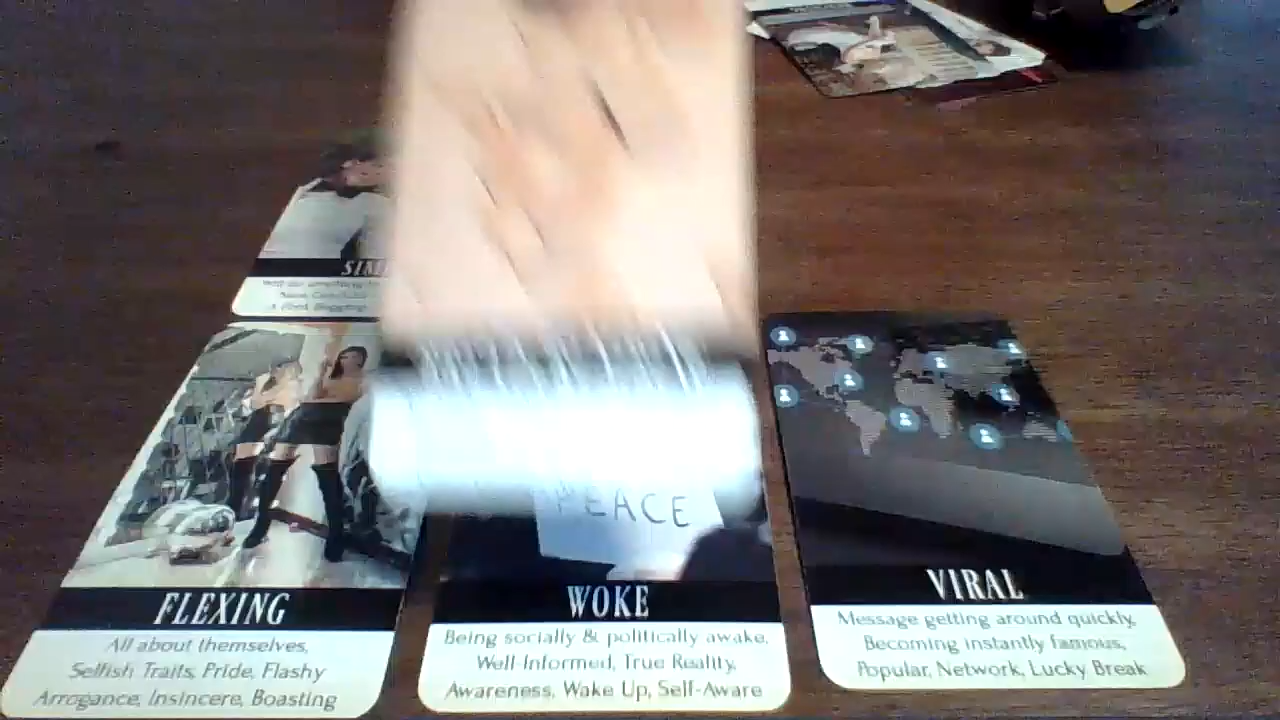 PEACE
FLEXING
All about themselves,
Selfish Traits, Pride, Flashy
Arrogance, Insincere, Boasting
WOKE
Being socially & politically awake,
Well-Informed, True Reality,
Awareness, Wake Up, Self-Aware
VIRAL
Message getting around quickly,
Becoming instantly famous,
Popular, Network, Lucky Break